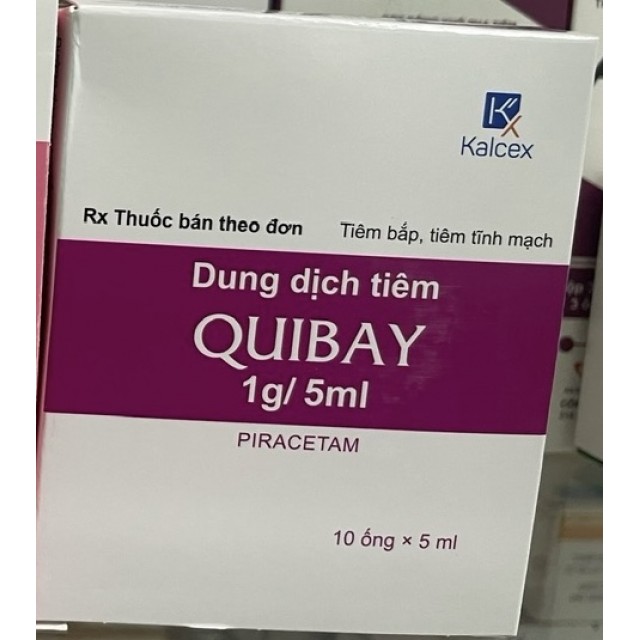 Kalcex
Rx Thuốc bán theo đơn Tiêm bắp, tiêm tĩnh mạch
Dung dịch tiêm
QUIBAY
1g/ 5ml
PIRACETAM
10 ống × 5 ml